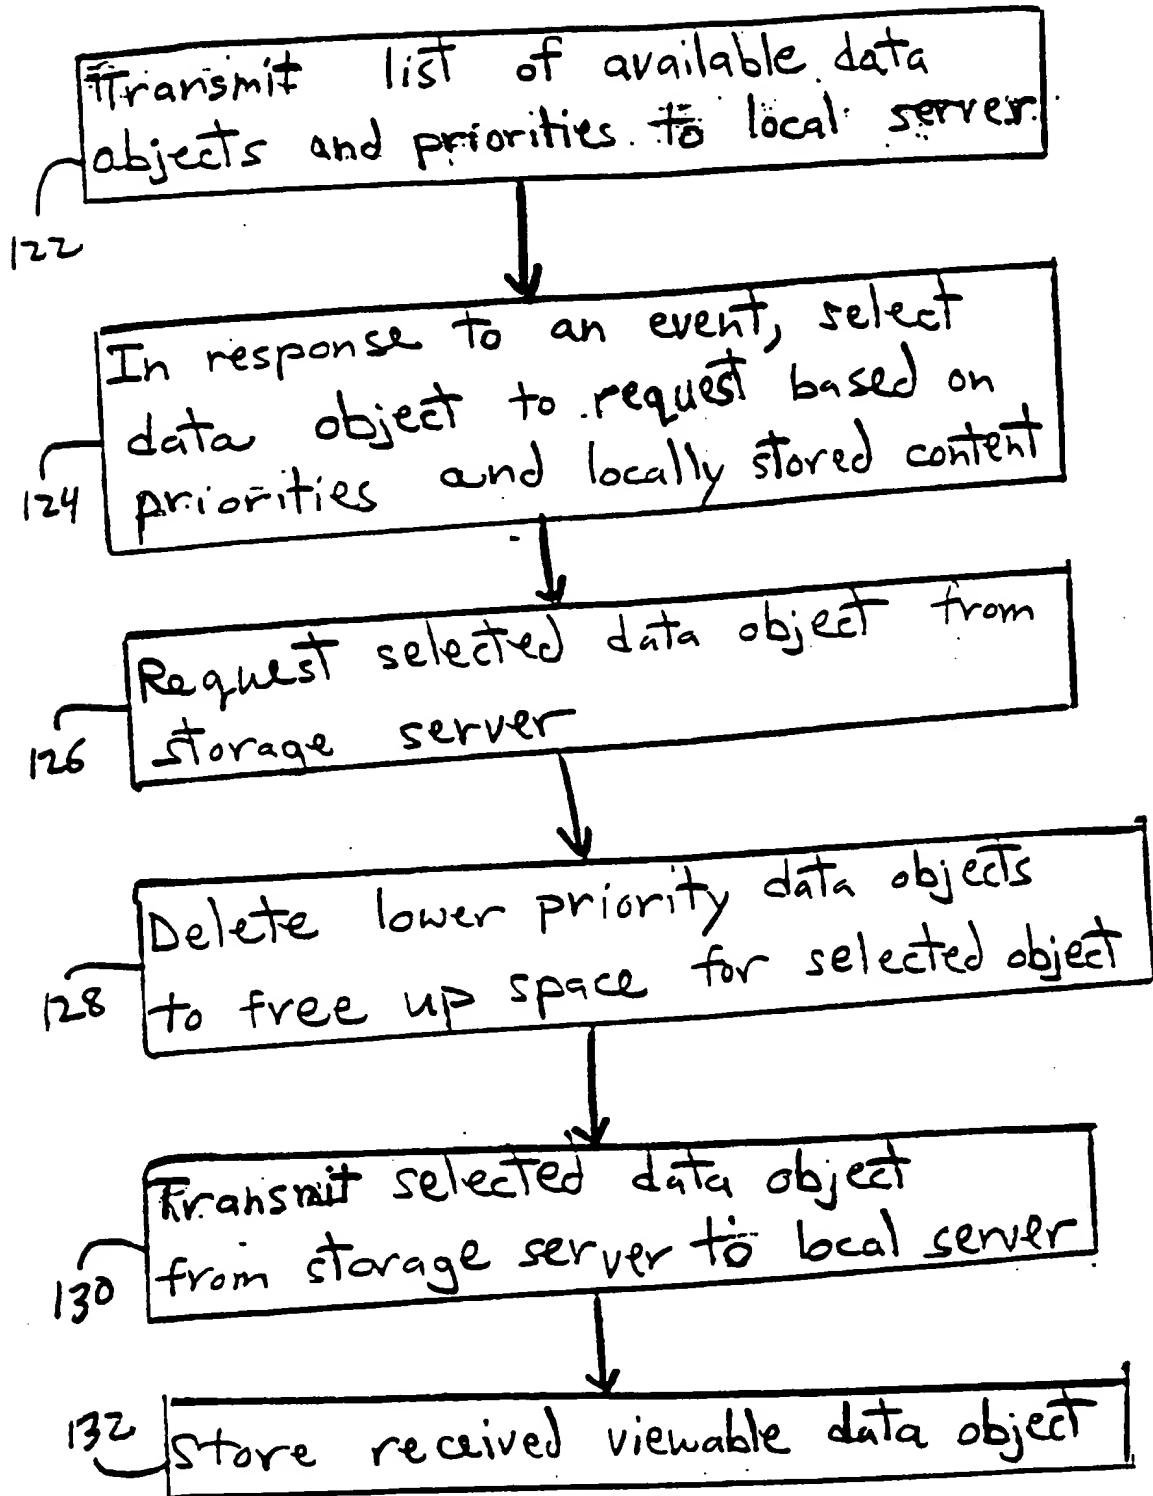 Transmit list of available data
objects and priorities to local server.
122
In response to an event, select
data object to request based on
priorities and locally stored content
124
Request selected data object from
storage server
126
Delete lower priority data objects
to free up space for selected object
128
Transmit selected data object
from storage server to local server
130
132
Store received viewable data object